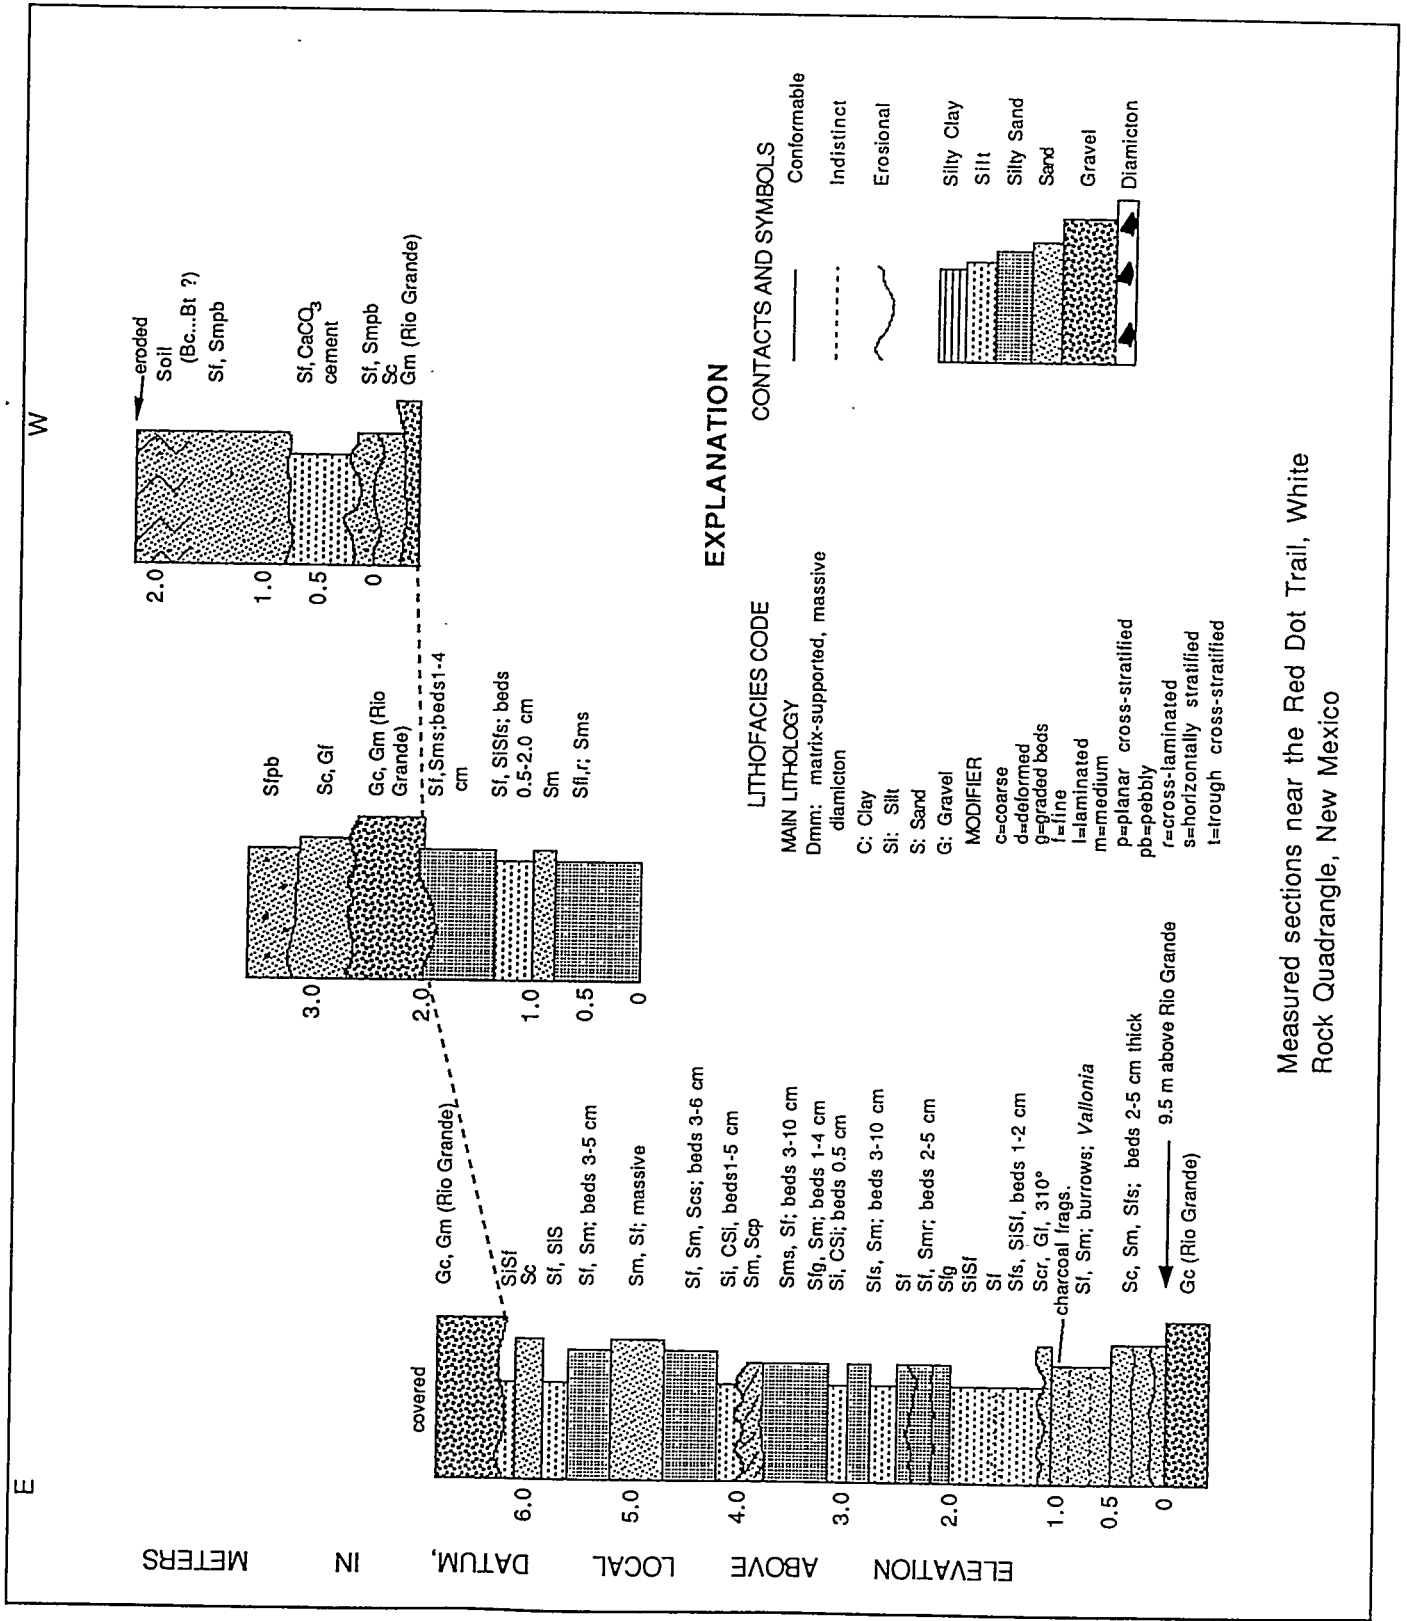 E
W
ELEVATION ABOVE LOCAL DATUM, IN METERS
covered
6.0
5.0
4.0
3.0
2.0
1.0
0.5
0
Gc, Gm (Rio Grande)
SiSf
Sc
Sf, SiS
Sf, Sm; beds 3-5 cm
Sm, Sf; massive
Sf, Sm, Scs; beds 3-6 cm
Si, CSi, beds1-5 cm
Sm, Scp
Sms, Sf; beds 3-10 cm
Sfg, Sm; beds 1-4 cm
Si, CSi; beds 0.5 cm
Sfs, Sm; beds 3-10 cm
Sf
Sf, Smr; beds 2-5 cm
Sfg
SiSf
Sf
Sfs, SiSf, beds 1-2 cm
Scr, Gf, 310°
charcoal frags.
Sf, Sm; burrows; Vallonia
Sc, Sm, Sfs; beds 2-5 cm thick
9.5 m above Rio Grande
Gc (Rio Grande)
3.0
2.0
1.0
0.5
0
Sfpb
Sc, Gf
Gc, Gm (Rio
Grande)
Sf,Sms;beds1-4
cm
Sf, SiSfs; beds
0.5-2.0 cm
Sm
Sfl,r; Sms
2.0
1.0
0.5
0
eroded
Soil
(Bc...Bt ?)
Sf, Smpb
Sf, CaCO3
cement
Sf, Smpb
Sc
Gm (Rio Grande)
EXPLANATION
LITHOFACIES CODE
MAIN LITHOLOGY
Dmm: matrix-supported, massive
diamicton
C: Clay
Si: Silt
S: Sand
G: Gravel
MODIFIER
c=coarse
d=deformed
g=graded beds
f=fine
l=laminated
m=medium
p=planar cross-stratified
pb=pebbly
r=cross-laminated
s=horizontally stratified
t=trough cross-stratified
CONTACTS AND SYMBOLS
Conformable
Indistinct
Erosional
Silty Clay
Silt
Silty Sand
Sand
Gravel
Diamicton
Measured sections near the Red Dot Trail, White
Rock Quadrangle, New Mexico